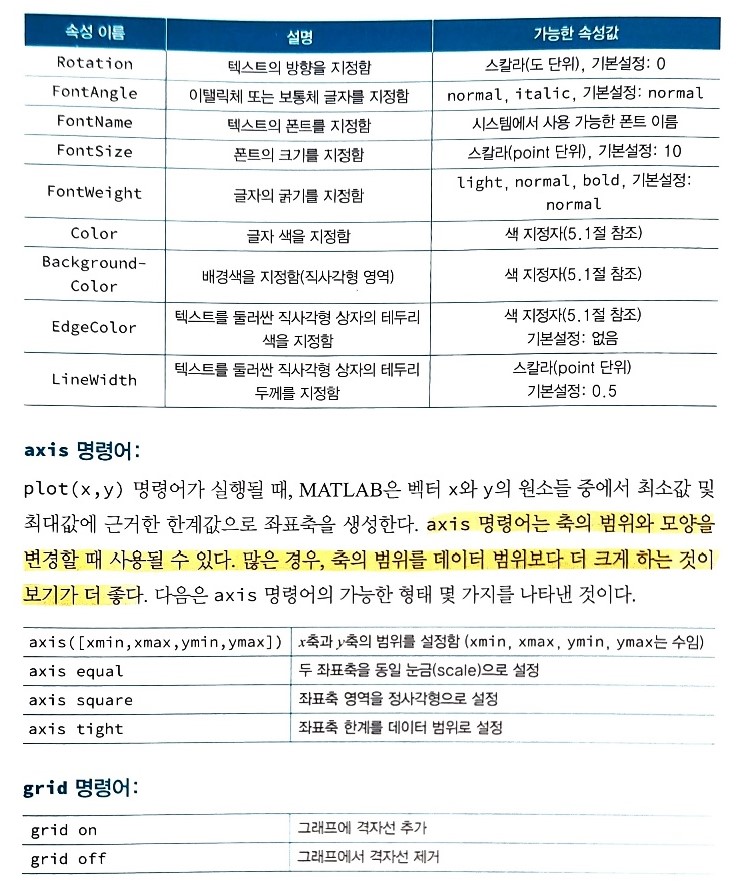 속성 이름 설명 가능한 속성값
Rotation 텍스트의 방향을 지정함 스칼라(도 단위), 기본설정: 0
FontAngle 이탤릭체 또는 보통체 글자를 지정함 normal, italic, 기본설정: normal
FontName 텍스트의 폰트를 지정함 시스템에서 사용 가능한 폰트 이름
FontSize 폰트의 크기를 지정함 스칼라(point 단위), 기본설정: 10
FontWeight 글자의 굵기를 지정함 light, normal, bold, 기본설정:
normal
Color 글자 색을 지정함 색 지정자(5.1절 참조)
Background-
Color 배경색을 지정함(직사각형 영역) 색 지정자(5.1절 참조)
EdgeColor 텍스트를 둘러싼 직사각형 상자의 테두리 색 지정자(5.1절 참조)
색을 지정함 기본설정: 없음
LineWidth 텍스트를 둘러싼 직사각형 상자의 테두리 스칼라(point 단위)
두께를 지정함 기본설정: 0.5
axis 명령어:
plot(x,y) 명령어가 실행될 때, MATLAB은 벡터 x와 y의 원소들 중에서 최소값 및
최대값에 근거한 한계값으로 좌표축을 생성한다. axis 명령어는 축의 범위와 모양을
변경할 때 사용될 수 있다. 많은 경우, 축의 범위를 데이터 범위보다 더 크게 하는 것이
보기가 더 좋다. 다음은 axis 명령어의 가능한 형태 몇 가지를 나타낸 것이다.
axis([xmin,xmax,ymin,ymax]) x축과 y축의 범위를 설정함 (xmin, xmax, ymin, ymax는 수임)
axis equal 두 좌표축을 동일 눈금(scale)으로 설정
axis square 좌표축 영역을 정사각형으로 설정
axis tight 좌표축 한계를 데이터 범위로 설정
grid 명령어:
grid on 그래프에 격자선 추가
grid off 그래프에서 격자선 제거